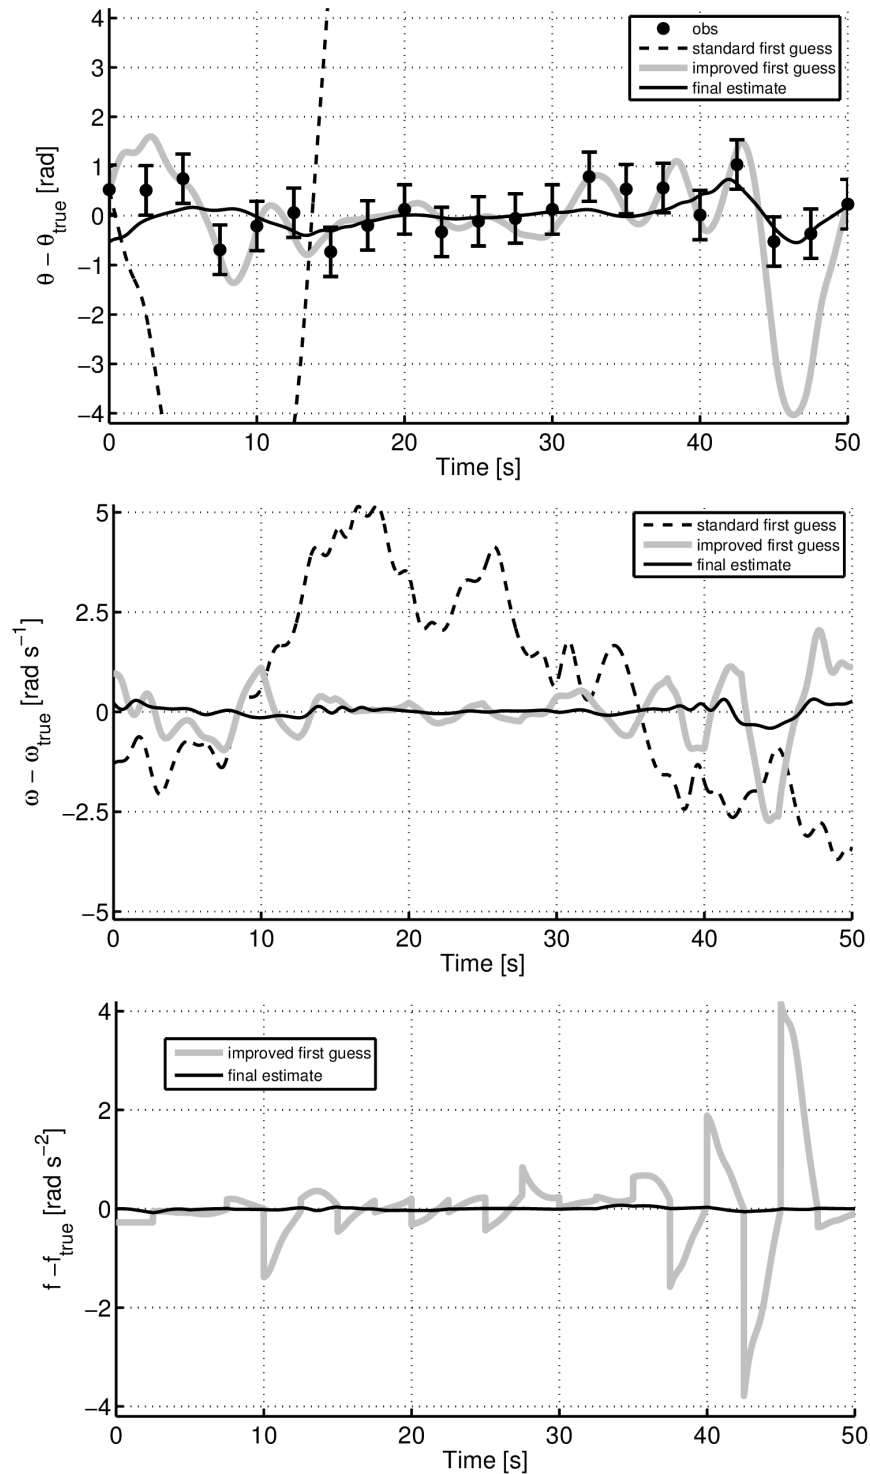 4
3
2
1
0
−1
−2
−3
−4
θ − θtrue [rad]
obs
standard first guess
improved first guess
final estimate
0 10 20 30 40 50
Time [s]
5
2.5
0
−2.5
−5
ω − ωtrue [rad s−1]
standard first guess
improved first guess
final estimate
0 10 20 30 40 50
Time [s]
4
2
0
−2
−4
f −ftrue [rad s−2]
improved first guess
final estimate
0 10 20 30 40 50
Time [s]